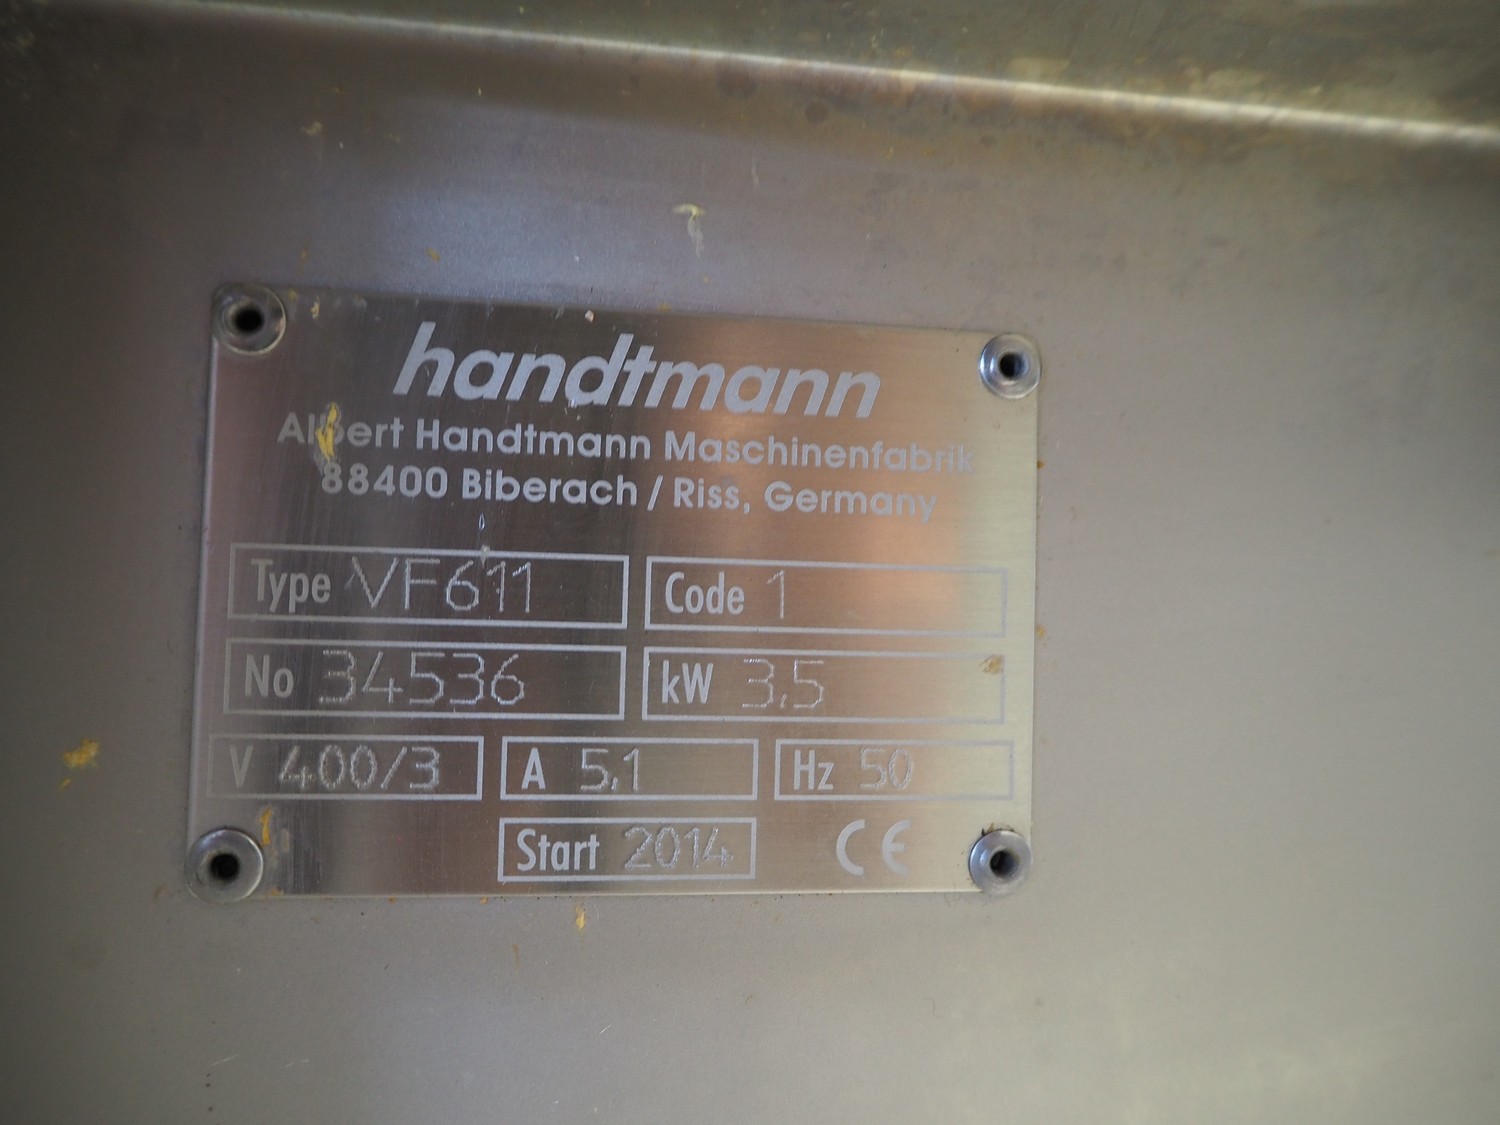 handtmann
Albert Handtmann Maschinenfabrik
88400 Biberach / Riss, Germany
Type VF611 Code 1
No 34536 kW 3,5
V 400/3 A 5,1 Hz 50
Start 2014 CE